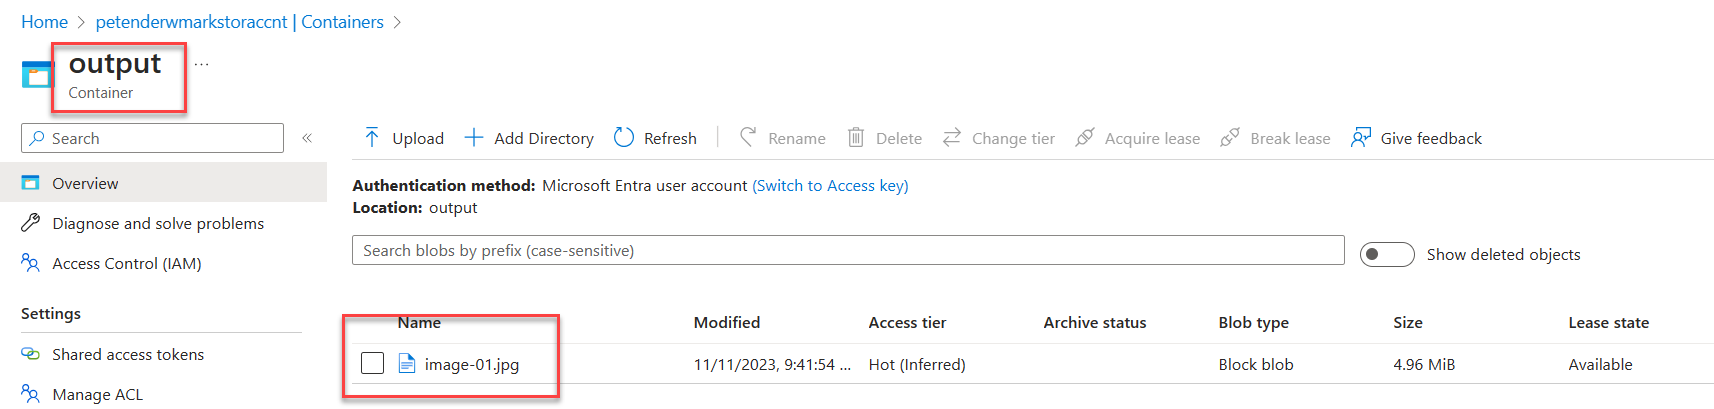 Home > petenderwmarkstoraccnt | Containers >
output ...
Container
Search «
Upload Add Directory Refresh Rename Delete Change tier Acquire lease Break lease Give feedback
Overview
Diagnose and solve problems
Access Control (IAM)
Settings
Shared access tokens
Manage ACL
Authentication method: Microsoft Entra user account (Switch to Access key)
Location: output
Search blobs by prefix (case-sensitive)
Show deleted objects
Name Modified Access tier Archive status Blob type Size Lease state
image-01.jpg 11/11/2023, 9:41:54 ... Hot (Inferred) Block blob 4.96 MiB Available